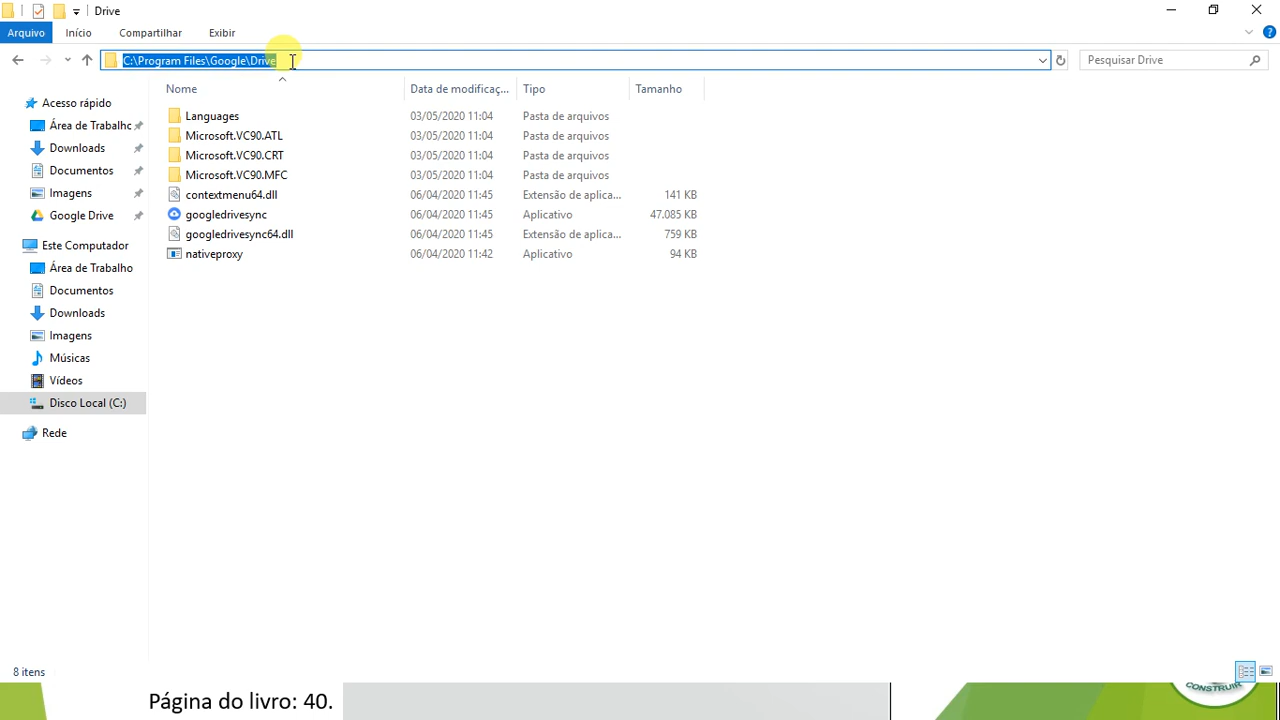 Drive
Arquivo Início Compartilhar Exibir
C:\Program Files\Google\Drive Pesquisar Drive
Nome Data de modificaç... Tipo Tamanho
Languages 03/05/2020 11:04 Pasta de arquivos
Microsoft.VC90.ATL 03/05/2020 11:04 Pasta de arquivos
Microsoft.VC90.CRT 03/05/2020 11:04 Pasta de arquivos
Microsoft.VC90.MFC 03/05/2020 11:04 Pasta de arquivos
contextmenu64.dll 06/04/2020 11:45 Extensão de aplica... 141 KB
googledrivesync 06/04/2020 11:45 Aplicativo 47.085 KB
googledrivesync64.dll 06/04/2020 11:45 Extensão de aplica... 759 KB
nativeproxy 06/04/2020 11:42 Aplicativo 94 KB
Acesso rápido
Área de Trabalhc
Downloads
Documentos
Imagens
Google Drive
Este Computador
Área de Trabalho
Documentos
Downloads
Imagens
Músicas
Vídeos
Disco Local (C:)
Rede
8 itens
CONSTRUIR
Página do livro: 40.